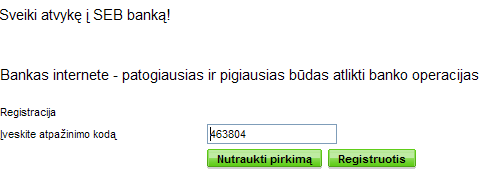 Sveiki atvykę į SEB banką!
Bankas internete - patogiausias ir pigiausias būdas atlikti banko operacijas
Registracija
Įveskite atpažinimo kodą 463804
Nutraukti pirkimą Registruotis